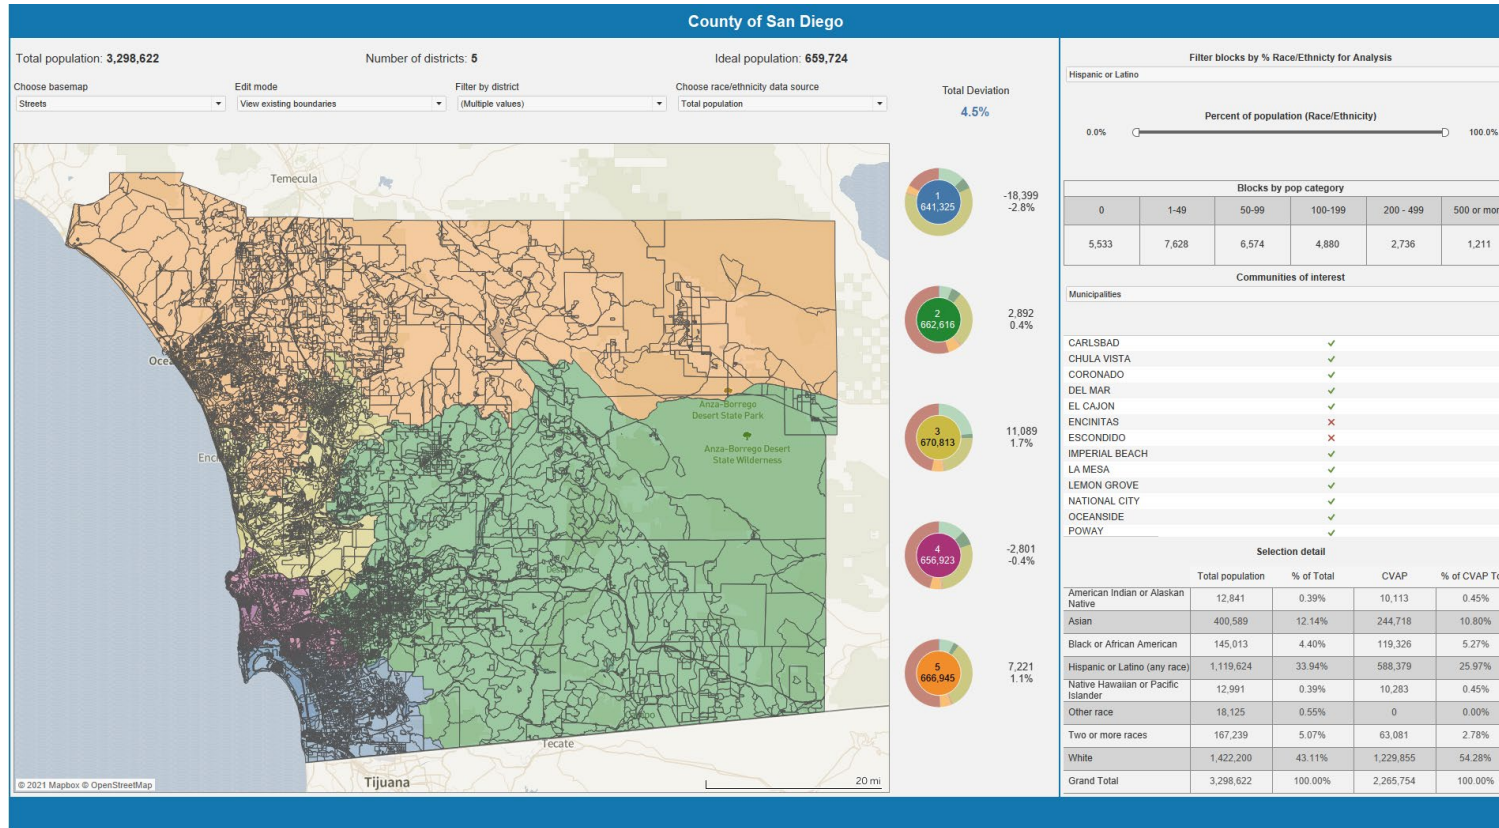 County of San Diego
Total population: 3,298,622
Number of districts: 5
Ideal population: 659,724
Choose basemap
Streets
Edit mode
View existing boundaries
Filter by district
(Multiple values)
Choose race/ethnicity data source
Total population
Total Deviation
4.5%
Temecula
Anza-Borrego
Desert State Park
Anza-Borrego Desert
State Wilderness
Tecate
Tijuana
20 mi
© 2021 Mapbox © OpenStreetMap
1
641,325
-18,399
-2.8%
2
662,616
2,892
0.4%
3
670,813
11,089
1.7%
4
656,923
-2,801
-0.4%
5
666,945
7,221
1.1%
Filter blocks by % Race/Ethnicty for Analysis
Hispanic or Latino
Percent of population (Race/Ethnicity)
0.0% 100.0%
Blocks by pop category
0 1-49 50-99 100-199 200 - 499 500 or mor
5,533 7,628 6,574 4,880 2,736 1,211
Communities of interest
Municipalities
CARLSBAD
CHULA VISTA
CORONADO
DEL MAR
EL CAJON
ENCINITAS
ESCONDIDO
IMPERIAL BEACH
LA MESA
LEMON GROVE
NATIONAL CITY
OCEANSIDE
POWAY
Selection detail
Total population % of Total CVAP % of CVAP To
American Indian or Alaskan
Native 12,841 0.39% 10,113 0.45%
Asian 400,589 12.14% 244,718 10.80%
Black or African American 145,013 4.40% 119,326 5.27%
Hispanic or Latino (any race) 1,119,624 33.94% 588,379 25.97%
Native Hawaiian or Pacific
Islander 12,991 0.39% 10,283 0.45%
Other race 18,125 0.55% 0 0.00%
Two or more races 167,239 5.07% 63,081 2.78%
White 1,422,200 43.11% 1,229,855 54.28%
Grand Total 3,298,622 100.00% 2,265,754 100.00%